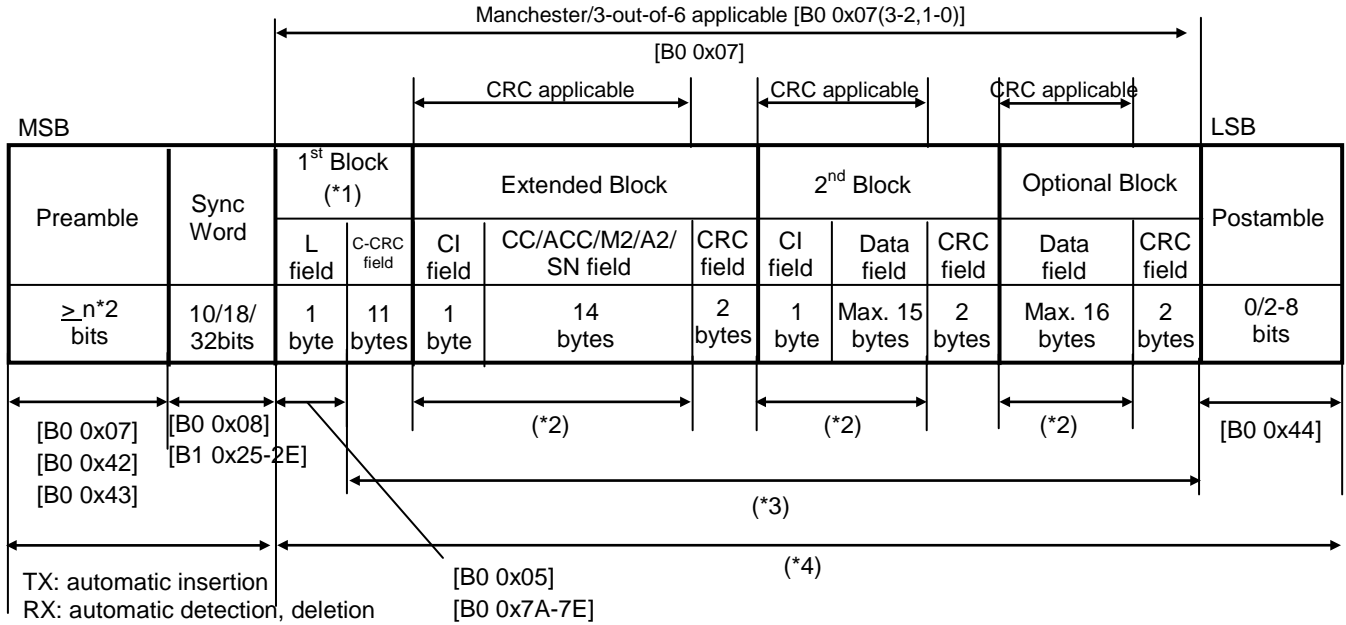 Manchester/3-out-of-6 applicable [B0 0x07(3-2,1-0)]
[B0 0x07]
CRC applicable
CRC applicable
CRC applicable
MSB
LSB
Preamble
Sync
Word
1st Block
(*1)
Extended Block
2nd Block
Optional Block
Postamble
L
field
C-CRC
field
CI
field
CC/ACC/M2/A2/
SN field
CRC
field
CI
field
Data
field
CRC
field
Data
field
CRC
field
≥ n*2
bits
10/18/
32bits
1
byte
11
bytes
1
byte
14
bytes
2
bytes
1
byte
Max. 15
bytes
2
bytes
Max. 16
bytes
2
bytes
0/2-8
bits
[B0 0x07]
[B0 0x42]
[B0 0x43]
[B0 0x08]
[B1 0x25-2E]
(*2)
(*2)
(*2)
[B0 0x44]
(*3)
(*4)
TX: automatic insertion
RX: automatic detection, deletion
[B0 0x05]
[B0 0x7A-7E]